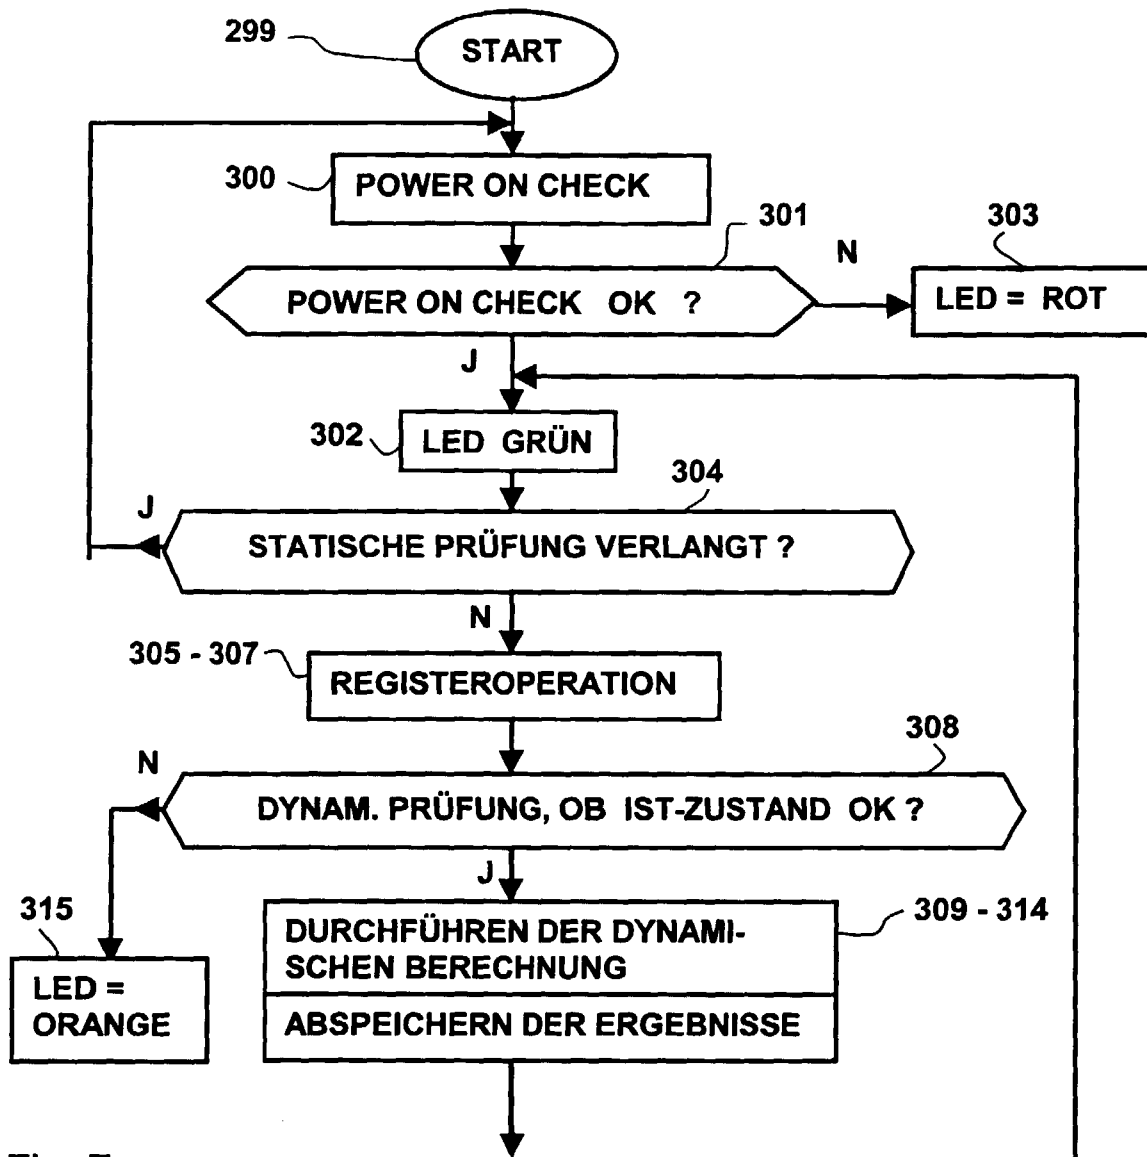 299
START
300
POWER ON CHECK
301
303
N
POWER ON CHECK OK ?
LED = ROT
J
302
LED GRÜN
304
J
STATISCHE PRÜFUNG VERLANGT ?
N
305 - 307
REGISTEROPERATION
308
N
DYNAM. PRÜFUNG, OB IST-ZUSTAND OK ?
J
315
309 - 314
DURCHFÜHREN DER DYNAMI-
SCHEN BERECHNUNG
LED =
ORANGE
ABSPEICHERN DER ERGEBNISSE